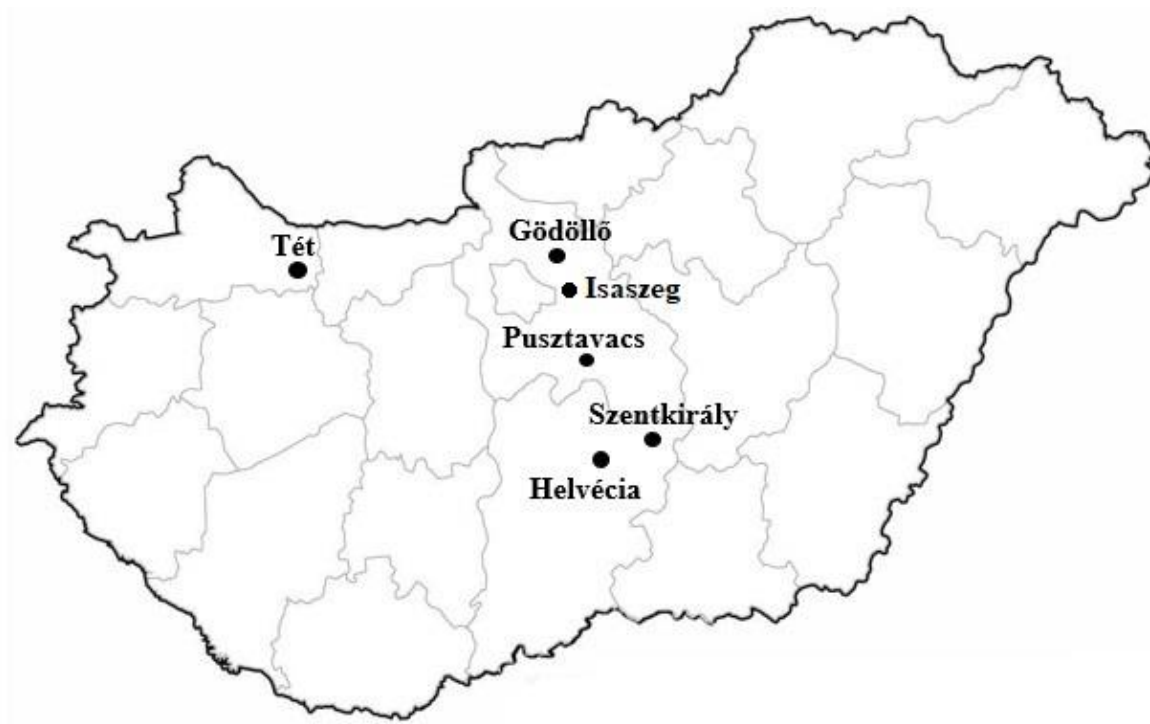 Gödöllő
Tét
Isaszeg
Pusztavacs
Szentkirály
Helvécia